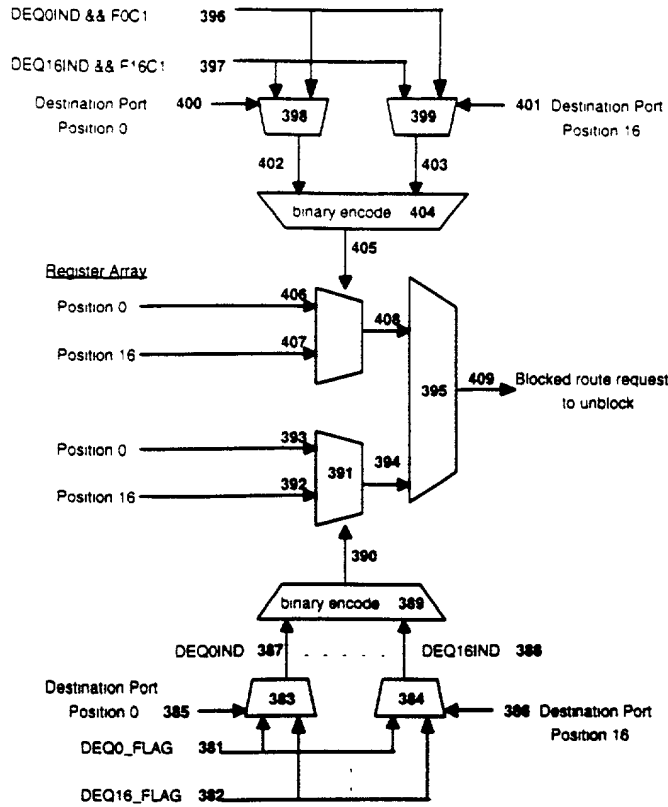 DEQ0IND && F0C1 396
DEQ16IND && F16C1 397
Destination Port 400
Position 0
398
399
401 Destination Port
Position 16
402
403
binary encode 404
405
Register Array
Position 0
406
Position 16
407
408
395
409
Blocked route request
to unblock
Position 0
393
Position 16
392
391
394
390
binary encode 389
DEQ0IND 387
DEQ16IND 388
Destination Port
Position 0 385
383
384
386 Destination Port
Position 16
DEQ0_FLAG 381
DEQ16_FLAG 382